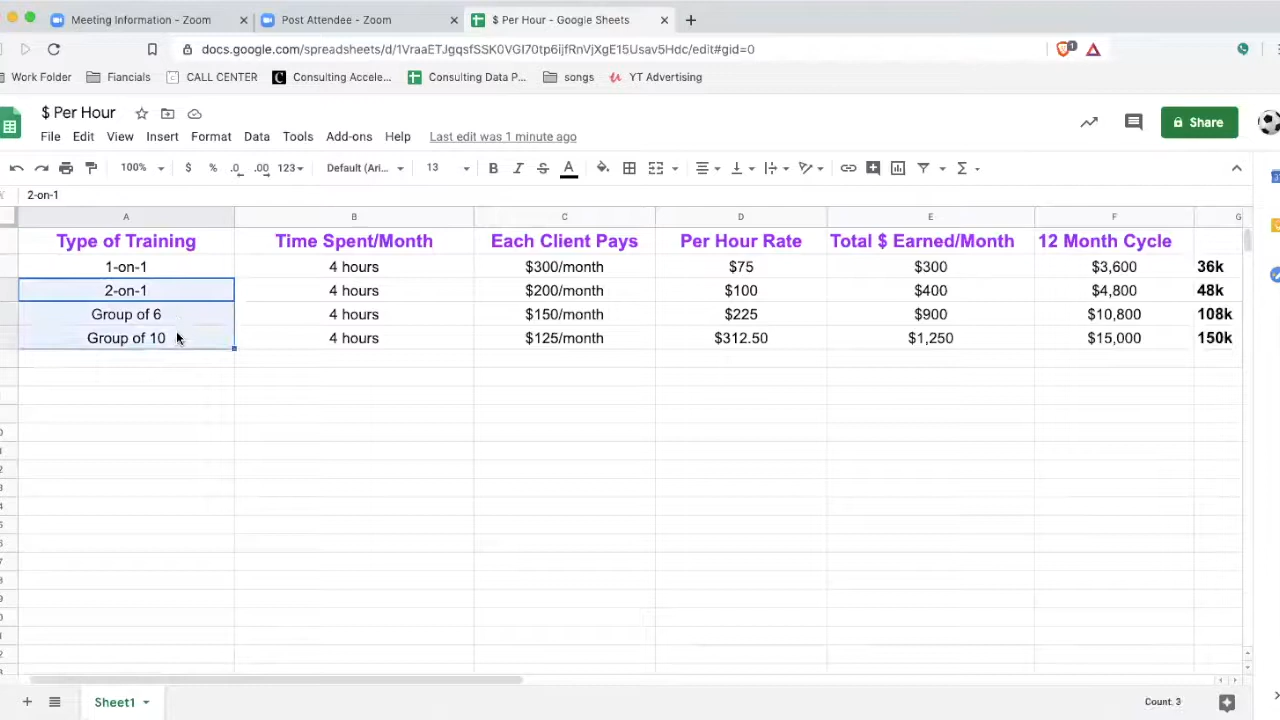 Meeting Information - Zoom
Post Attendee - Zoom
$ Per Hour - Google Sheets
docs.google.com/spreadsheets/d/1VraaETJgqsfSSK0VGI70tp6ijfRnVjXgE15Usav5Hdc/edit#gid=0
1
Work Folder
Fiancials
CALL CENTER
Consulting Accele...
Consulting Data P...
songs
YT Advertising
$ Per Hour
File Edit View Insert Format Data Tools Add-ons Help Last edit was 1 minute ago
Share
100% $ % .0 .00 123 Default (Ari... 13 B I S A
2-on-1
A B C D E F G
Type of Training Time Spent/Month Each Client Pays Per Hour Rate Total $ Earned/Month 12 Month Cycle
1-on-1 4 hours $300/month $75 $300 $3,600 36k
2-on-1 4 hours $200/month $100 $400 $4,800 48k
Group of 6 4 hours $150/month $225 $900 $10,800 108k
Group of 10 4 hours $125/month $312.50 $1,250 $15,000 150k
Sheet1
Count: 3